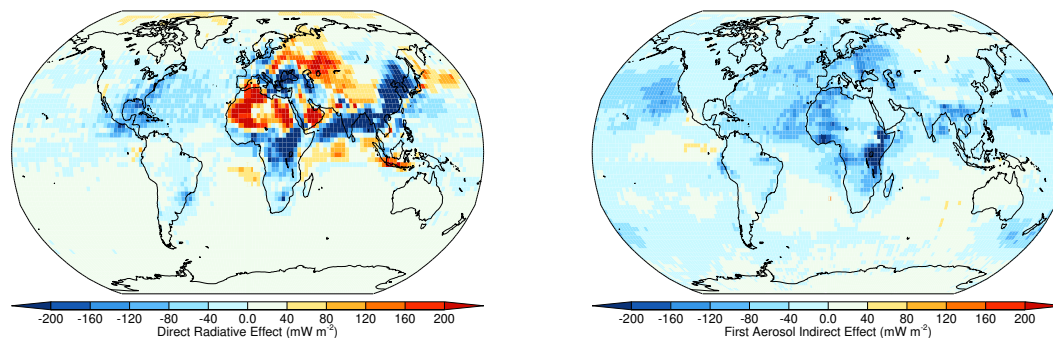 -200 -160 -120 -80 -40 0.0 40 80 120 160 200
Direct Radiative Effect (mW m-2)
-200 -160 -120 -80 -40 0.0 40 80 120 160 200
First Aerosol Indirect Effect (mW m-2)